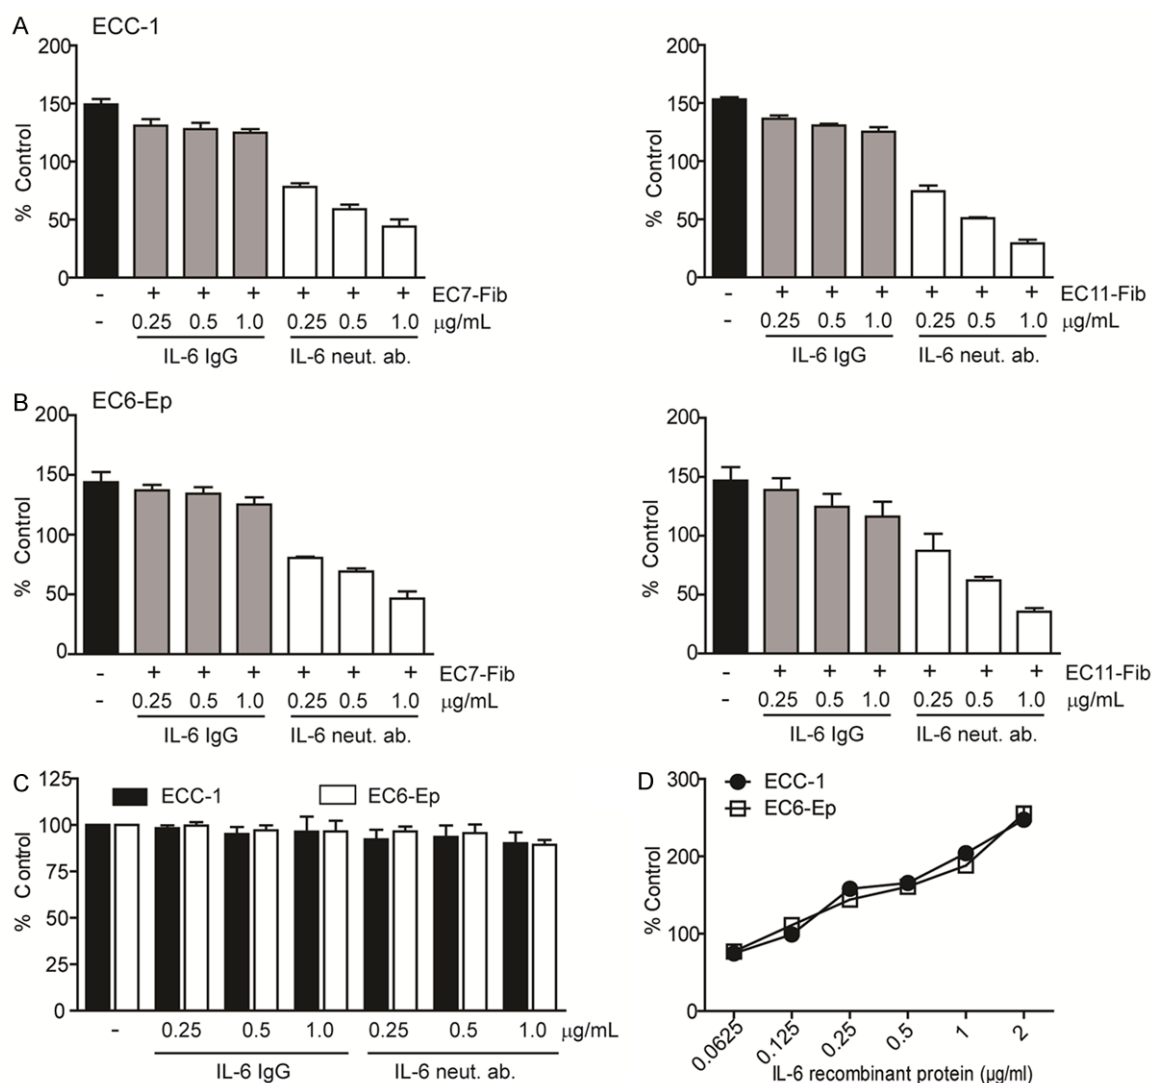 A ECC-1
200
150
100
50
0
% Control
- + + + + + + EC7-Fib
- 0.25 0.5 1.0 0.25 0.5 1.0 μg/mL
IL-6 IgG IL-6 neut. ab.
200
150
100
50
0
% Control
- + + + + + + EC11-Fib
- 0.25 0.5 1.0 0.25 0.5 1.0 μg/mL
IL-6 IgG IL-6 neut. ab.
B EC6-Ep
200
150
100
50
0
% Control
- + + + + + + EC7-Fib
- 0.25 0.5 1.0 0.25 0.5 1.0 μg/mL
IL-6 IgG IL-6 neut. ab.
200
150
100
50
0
% Control
- + + + + + + EC11-Fib
- 0.25 0.5 1.0 0.25 0.5 1.0 μg/mL
IL-6 IgG IL-6 neut. ab.
C
125
100
75
50
25
0
% Control
ECC-1 EC6-Ep
- 0.25 0.5 1.0 0.25 0.5 1.0 μg/mL
IL-6 IgG IL-6 neut. ab.
D
300
200
100
0
% Control
ECC-1
EC6-Ep
0.0625 0.125 0.25 0.5 1 2
IL-6 recombinant protein (μg/ml)